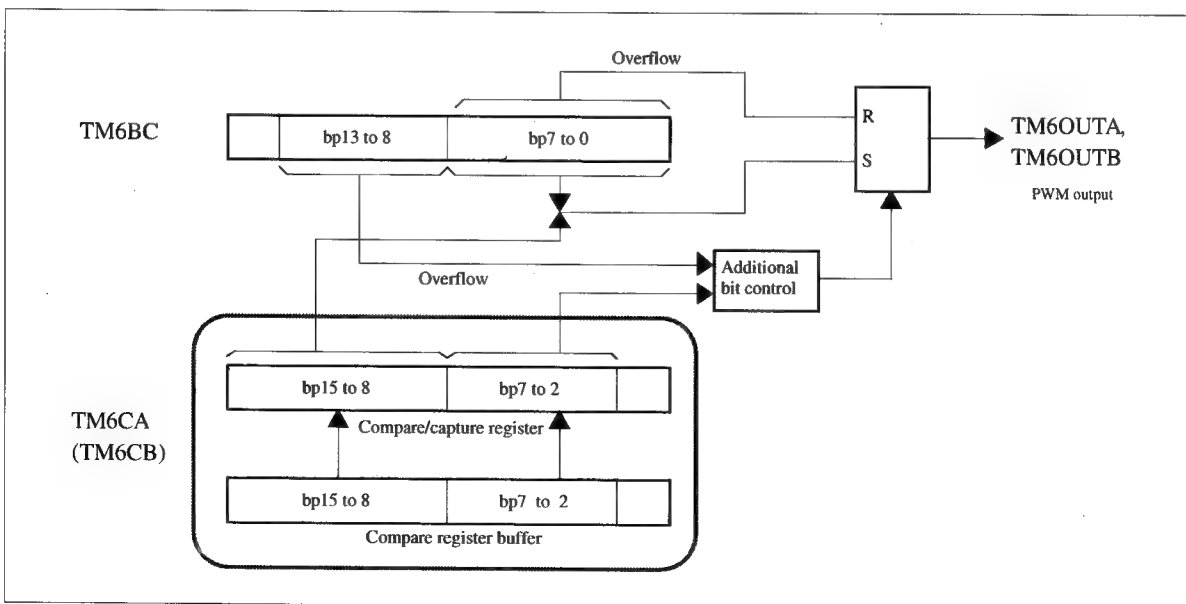 Overflow
TM6BC
bp13 to 8
bp7 to 0
R
S
TM6OUTA,
TM6OUTB
PWM output
Overflow
Additional
bit control
TM6CA
(TM6CB)
bp15 to 8
bp7 to 2
Compare/capture register
bp15 to 8
bp7 to 2
Compare register buffer